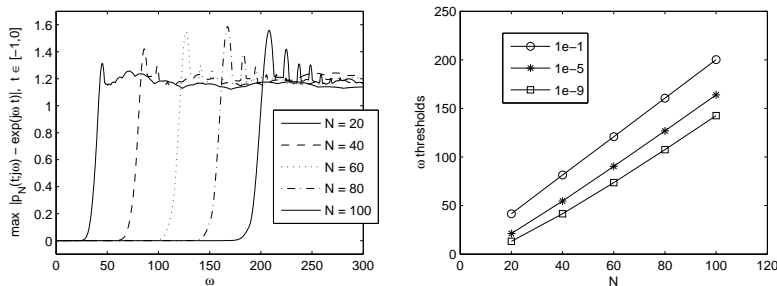 max |p_N(t;jω) − exp(jω t)|, t ∈ [-1,0]
1.8
1.6
1.4
1.2
1
0.8
0.6
0.4
0.2
0
0 50 100 150 200 250 300
ω
N = 20
N = 40
N = 60
N = 80
N = 100
ω thresholds
250
200
150
100
50
0
0 20 40 60 80 100 120
N
1e−1
1e−5
1e−9